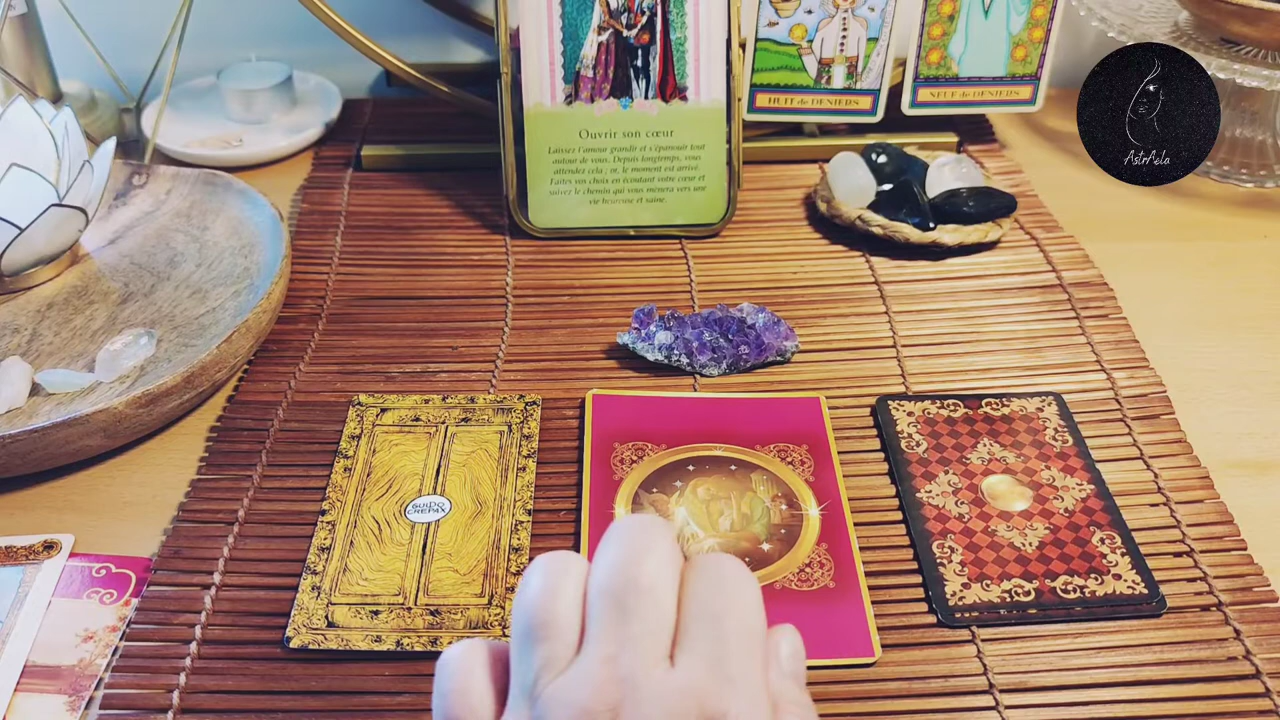 HUIT de DENIERS
NEUF de DENIERS
Ouvrir son cœur
Laissez l'amour grandir et s'épanouir tout
autour de vous. Depuis longtemps, vous
attendez cela ; or, le moment est arrivé.
Faites vos choix en écoutant votre cœur et
suivez le chemin qui vous mènera vers une
vie heureuse et saine.
AstrAela
GUIDO
CREPAX